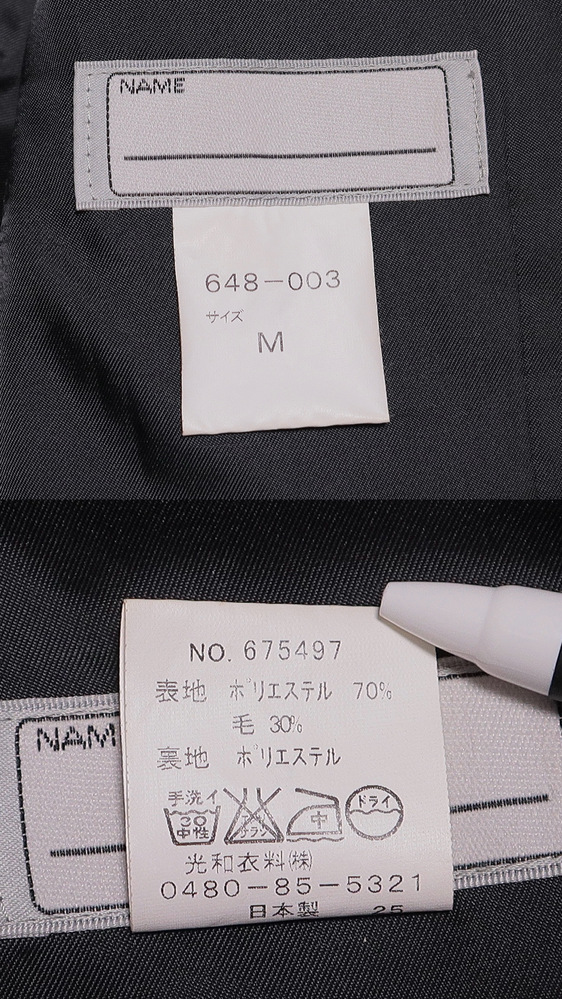 NAME
648-003
サイズ
M
NO. 675497
表地 ポリエステル 70%
毛 30%
裏地 ポリエステル
手洗イ
30
中性
エンソ
サラシ
中
ドライ
光和衣料㈱
0480-85-5321
日本製 25
NAM